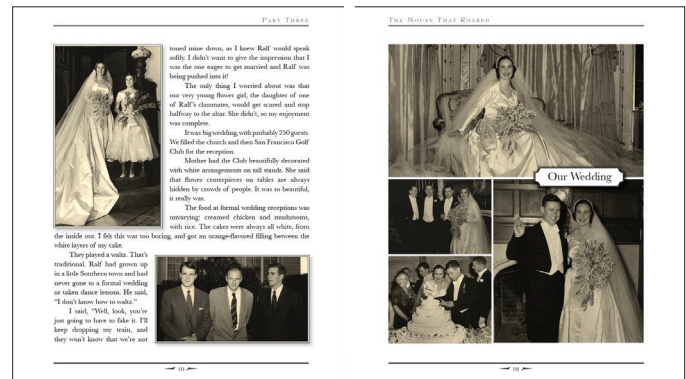 PART THREE
toned mine down, as I knew Ralf would speak
softly. I didn't want to give the impression that I
was the one eager to get married and Ralf was
being pushed into it!
The only thing I worried about was that
our very young flower girl, the daughter of one
of Ralf's classmates, would get scared and stop
halfway to the altar. She didn't, so my enjoyment
was complete.
It was big wedding, with probably 250 guests.
We filled the church and then San Francisco Golf
Club for the reception.
Mother had the Club beautifully decorated
with white arrangements on tall stands. She said
that flower centerpieces on tables are always
hidden by crowds of people. It was so beautiful,
it really was.
The food at formal wedding receptions was
unvarying: creamed chicken and mushrooms,
with rice. The cakes were always all white, from
the inside out. I felt this was too boring, and got an orange-flavored filling between the
white layers of my cake.
They played a waltz. That's
traditional. Ralf had grown up
in a little Southern town and had
never gone to a formal wedding
or taken dance lessons. He said,
"I don't know how to waltz."
I said, "Well, look, you're
just going to have to fake it. I'll
keep dropping my train, and
they won't know that we're not
THE MOUSE THAT ROARED
Our Wedding